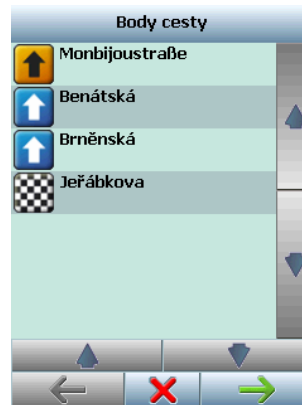 Body cesty
Monbijoustraße
Benátská
Brněnská
Jeřábkova